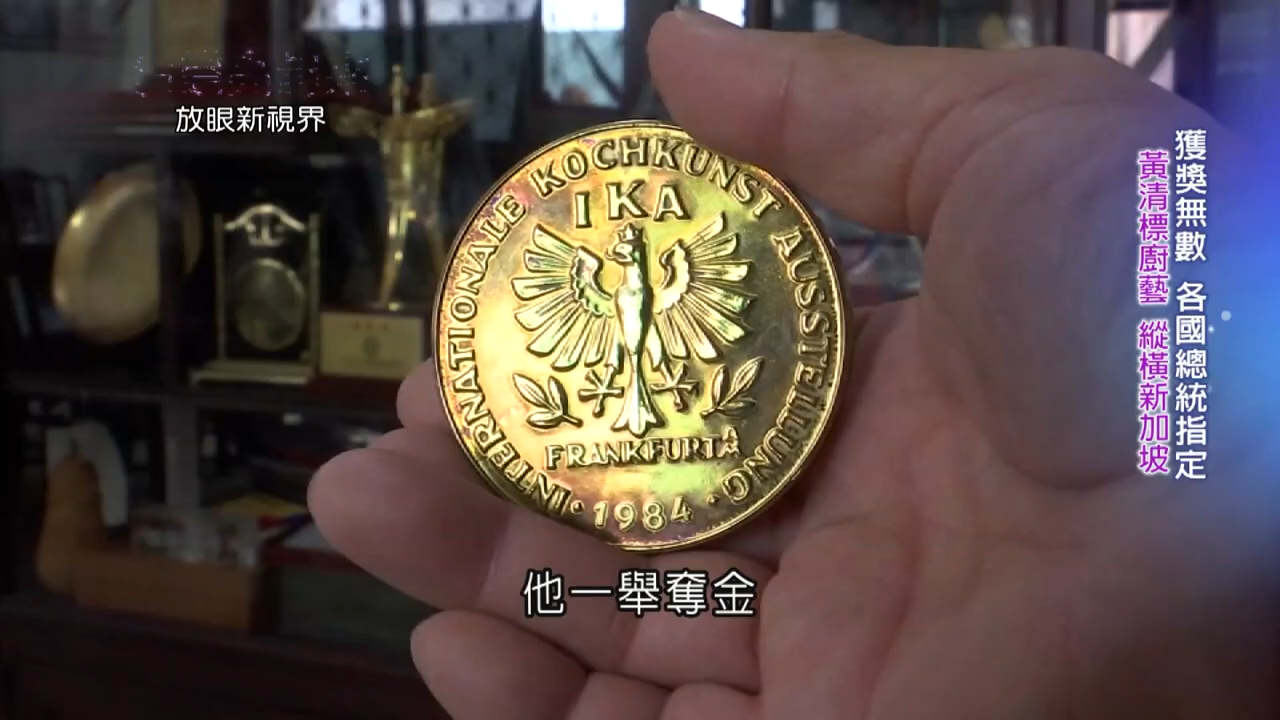 放眼新視界
獲獎無數 各國總統指定
黃清標廚藝 縱橫新加坡
INTERNATIONALE KOCHKUNST AUSSTELLUNG
IKA
FRANKFURT
·1984·
他一舉奪金